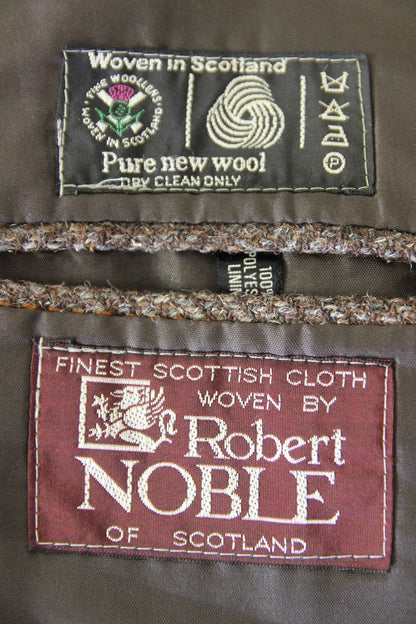 Woven in Scotland
FINE WOOLLENS
WOVEN IN SCOTLAND
Pure new wool
DRY CLEAN ONLY
P
100%
POLYES
LINI
FINEST SCOTTISH CLOTH
WOVEN BY
Robert
NOBLE
OF SCOTLAND